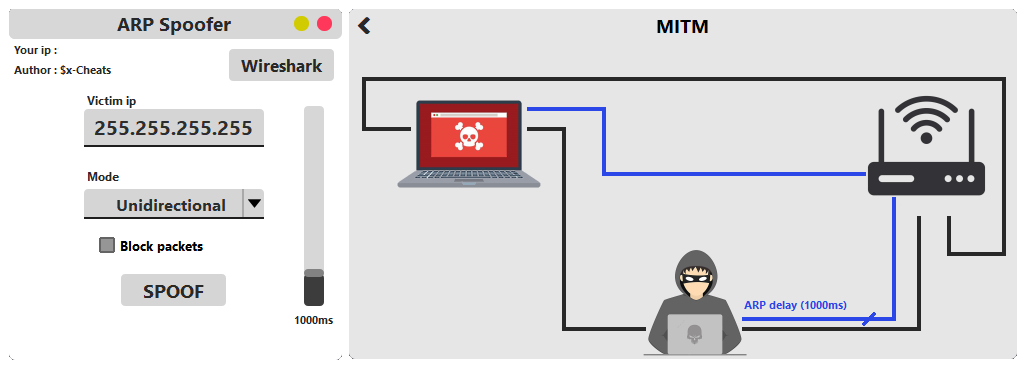 ARP Spoofer
Your ip :
Author : $x-Cheats
Wireshark
Victim ip
255.255.255.255
Mode
Unidirectional
Block packets
SPOOF
1000ms
MITM
ARP delay (1000ms)